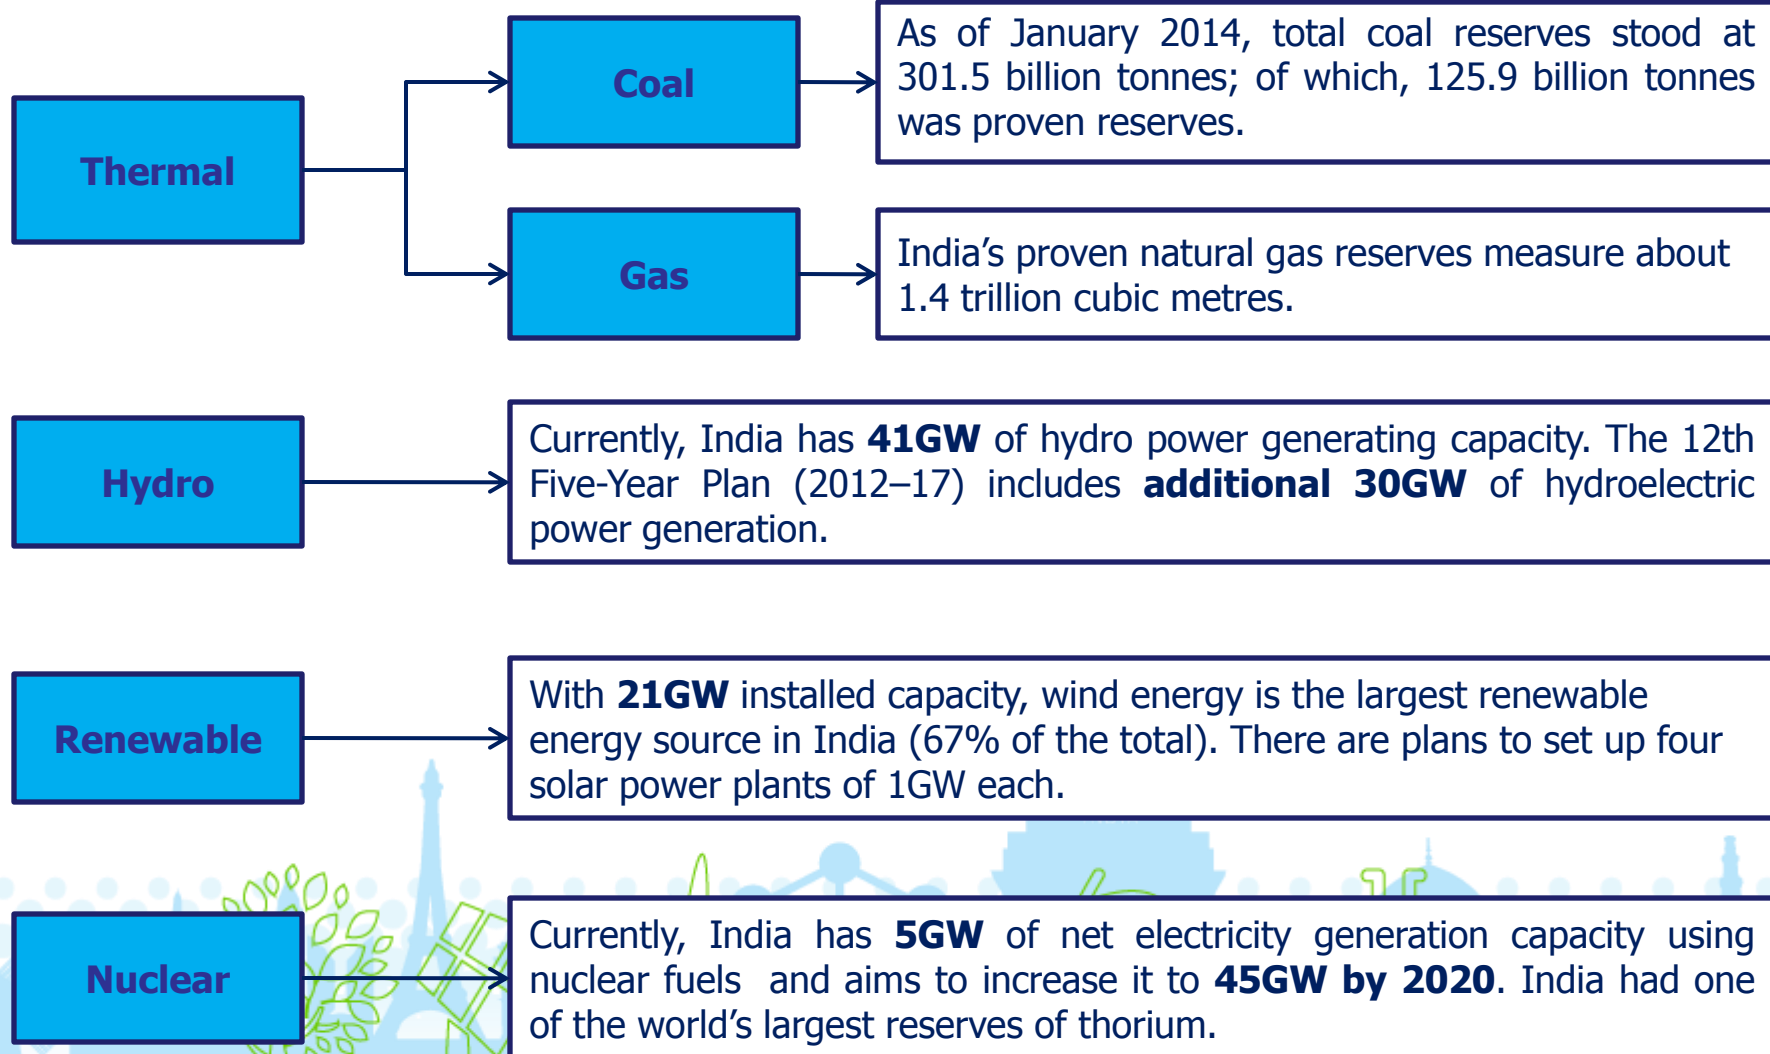 Thermal
Coal
As of January 2014, total coal reserves stood at
301.5 billion tonnes; of which, 125.9 billion tonnes
was proven reserves.
Gas
India’s proven natural gas reserves measure about
1.4 trillion cubic metres.
Hydro
Currently, India has 41GW of hydro power generating capacity. The 12th
Five-Year Plan (2012–17) includes additional 30GW of hydroelectric
power generation.
Renewable
With 21GW installed capacity, wind energy is the largest renewable
energy source in India (67% of the total). There are plans to set up four
solar power plants of 1GW each.
Nuclear
Currently, India has 5GW of net electricity generation capacity using
nuclear fuels  and aims to increase it to 45GW by 2020. India had one
of the world’s largest reserves of thorium.